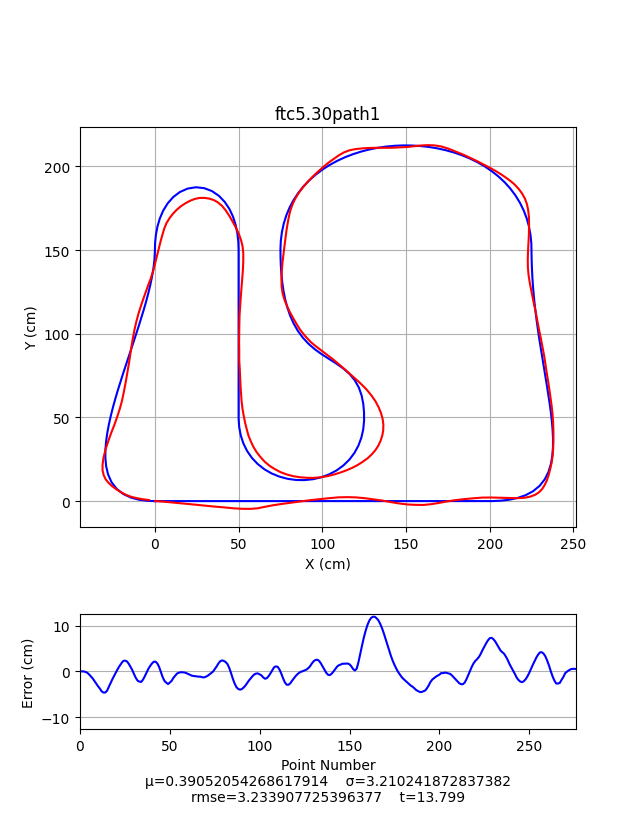 ftc5.30path1
200
150
100
50
0
Y (cm)
0 50 100 150 200 250
X (cm)
10
0
−10
Error (cm)
0 50 100 150 200 250
Point Number
μ=0.39052054268617914 σ=3.210241872837382
rmse=3.233907725396377 t=13.799